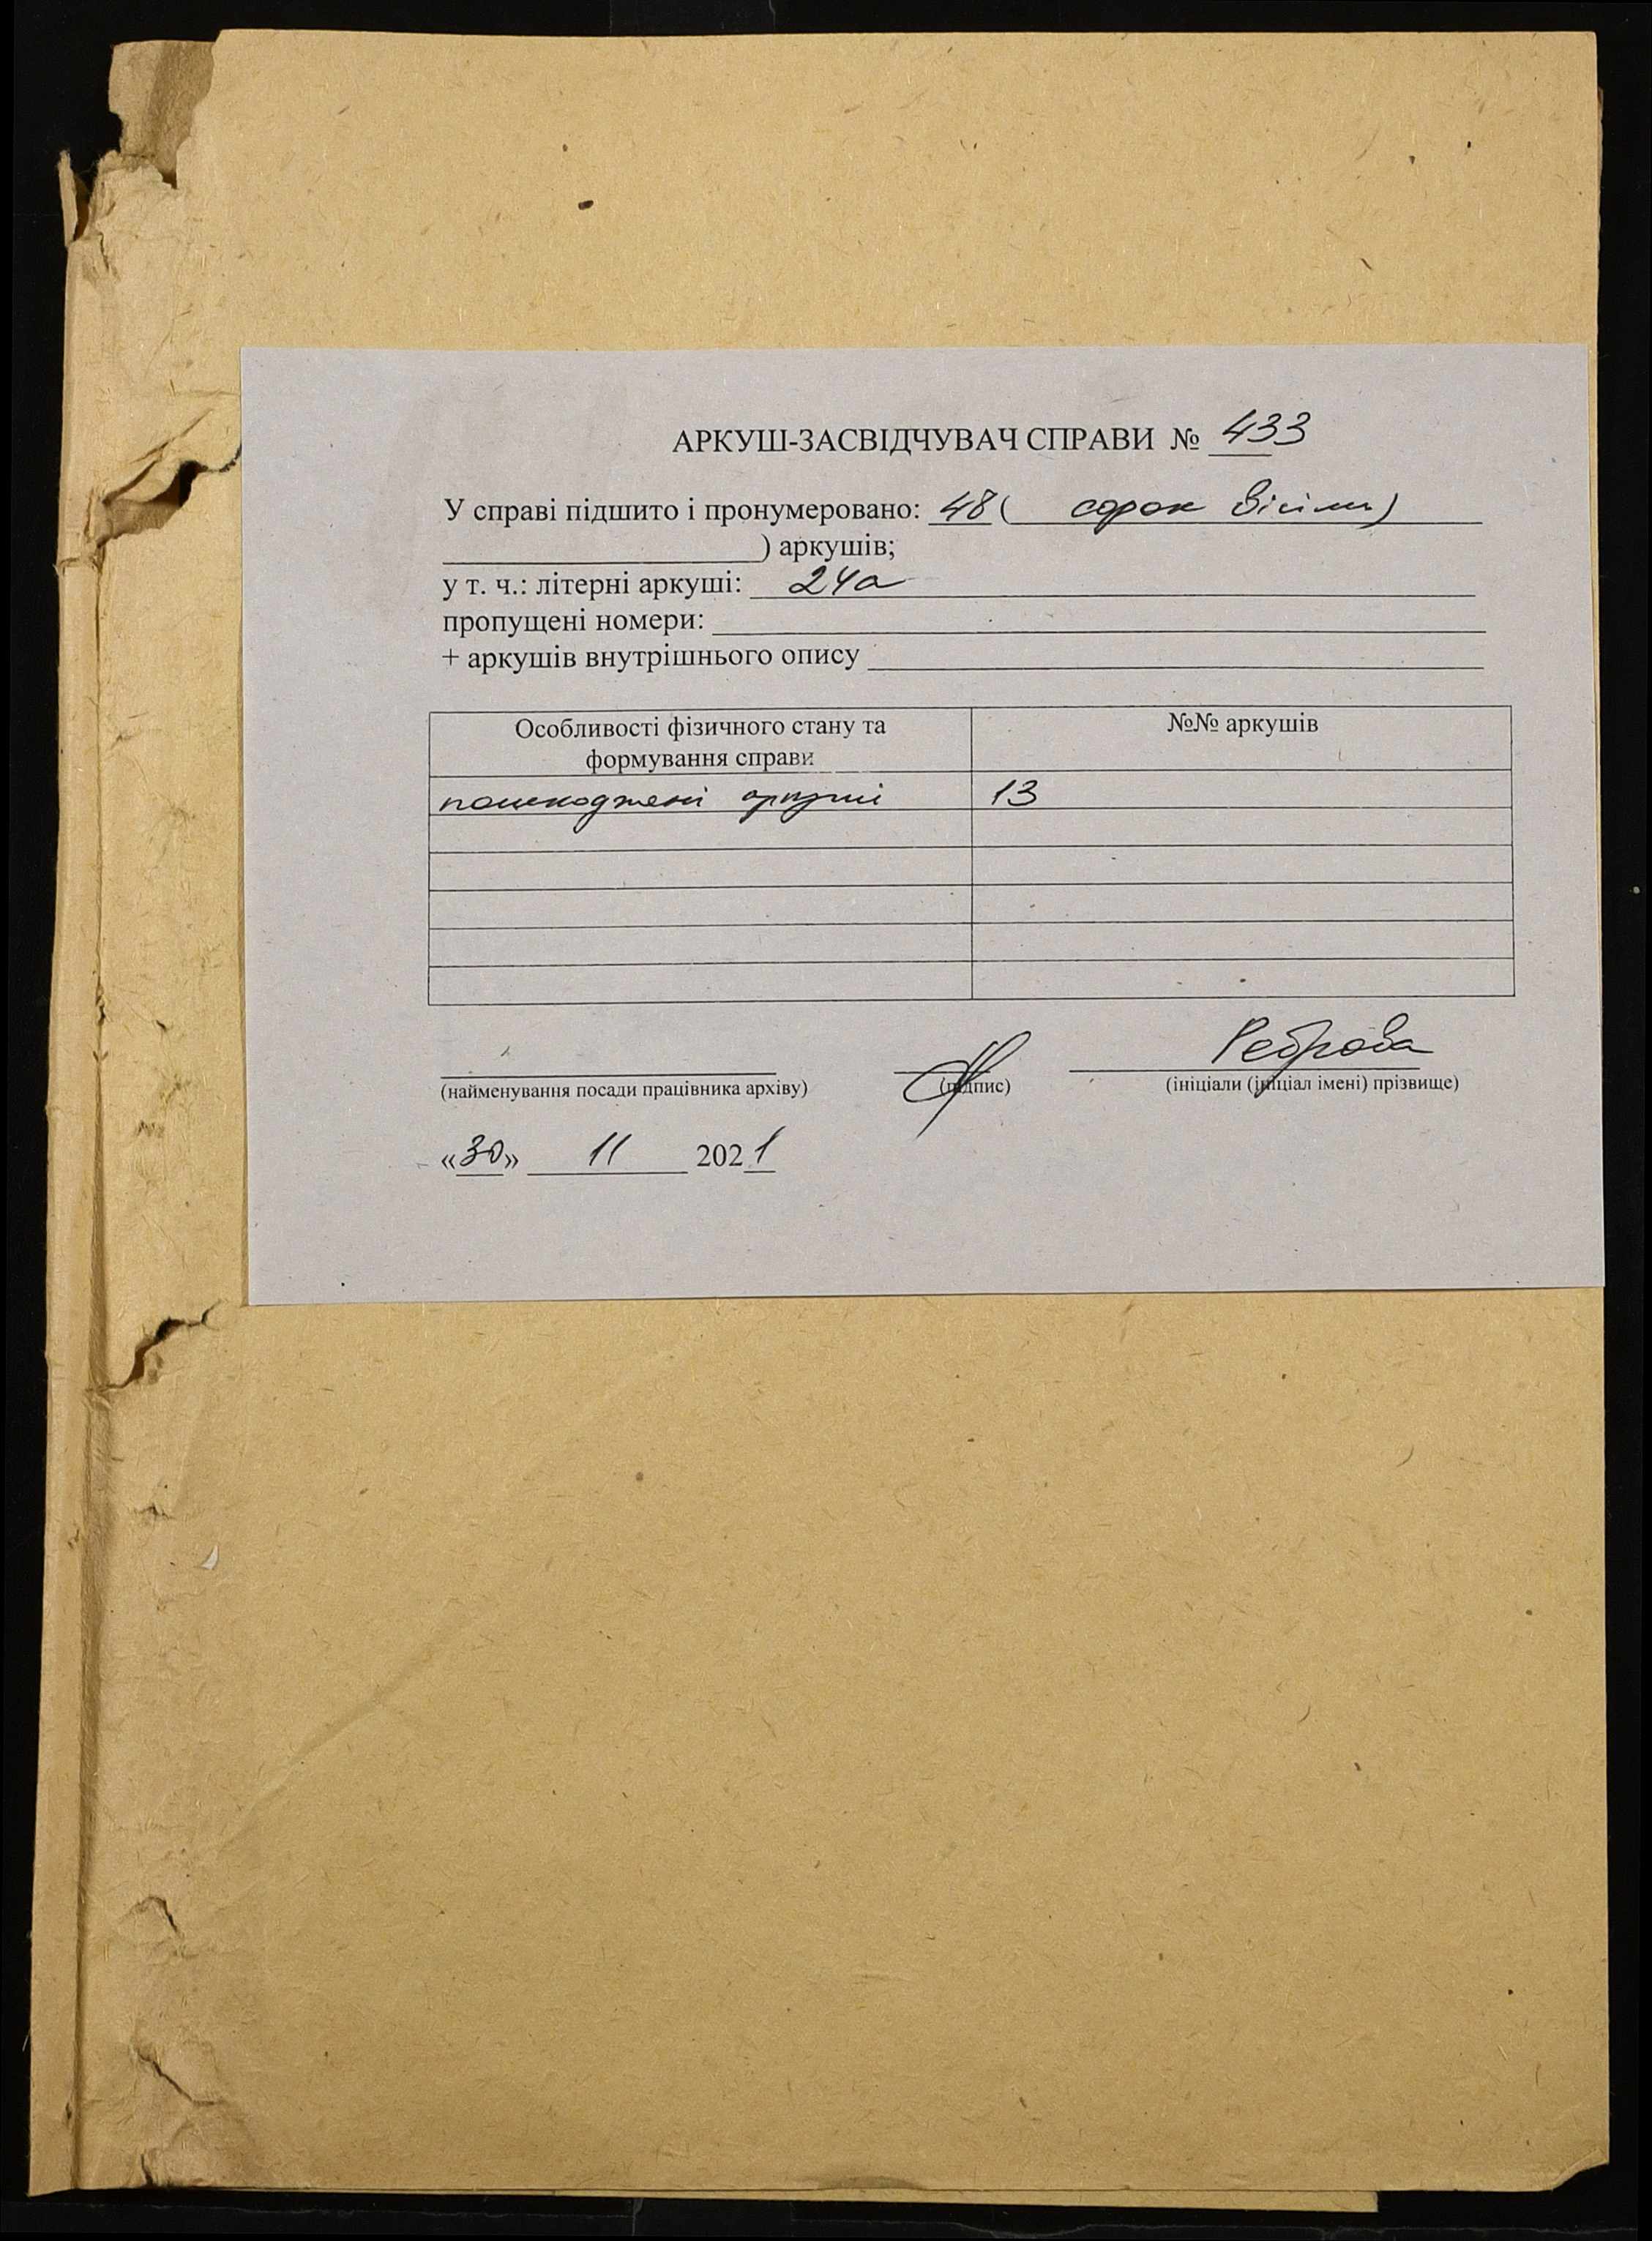 АРКУШ-ЗАСВІДЧУВАЧ СПРАВИ № 433
У справі підшито і пронумеровано: 48 ( сорок вісім)
) аркушів;
у т. ч.: літерні аркуші: 24а
пропущені номери:
+ аркушів внутрішнього опису
Особливості фізичного стану та №№ аркушів
формування справи
пошкоджені аркуші 13
Реброва
(найменування посади працівника архіву) (підпис) (ініціали (ініціал імені) прізвище)
«30» 11 2021